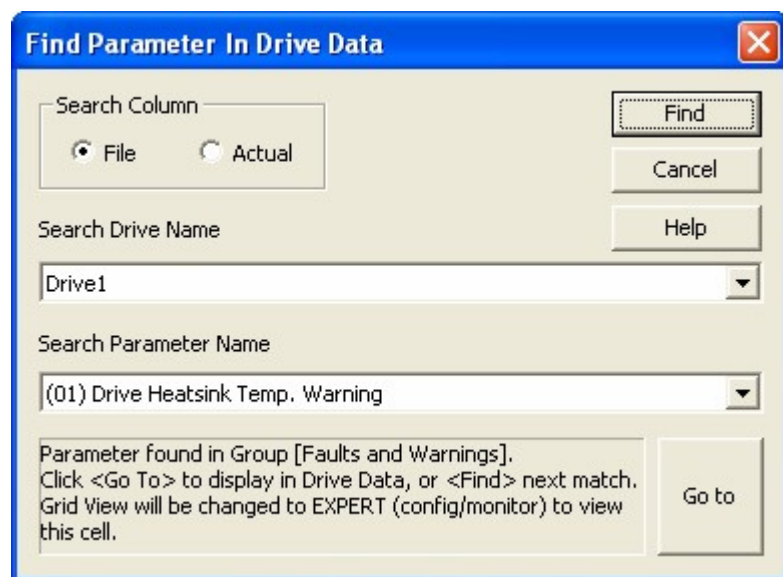 Find Parameter In Drive Data
Search Column
File Actual
Find
Cancel
Help
Search Drive Name
Drive1
Search Parameter Name
(01) Drive Heatsink Temp. Warning
Parameter found in Group [Faults and Warnings].
Click <Go To> to display in Drive Data, or <Find> next match.
Grid View will be changed to EXPERT (config/monitor) to view
this cell.
Go to